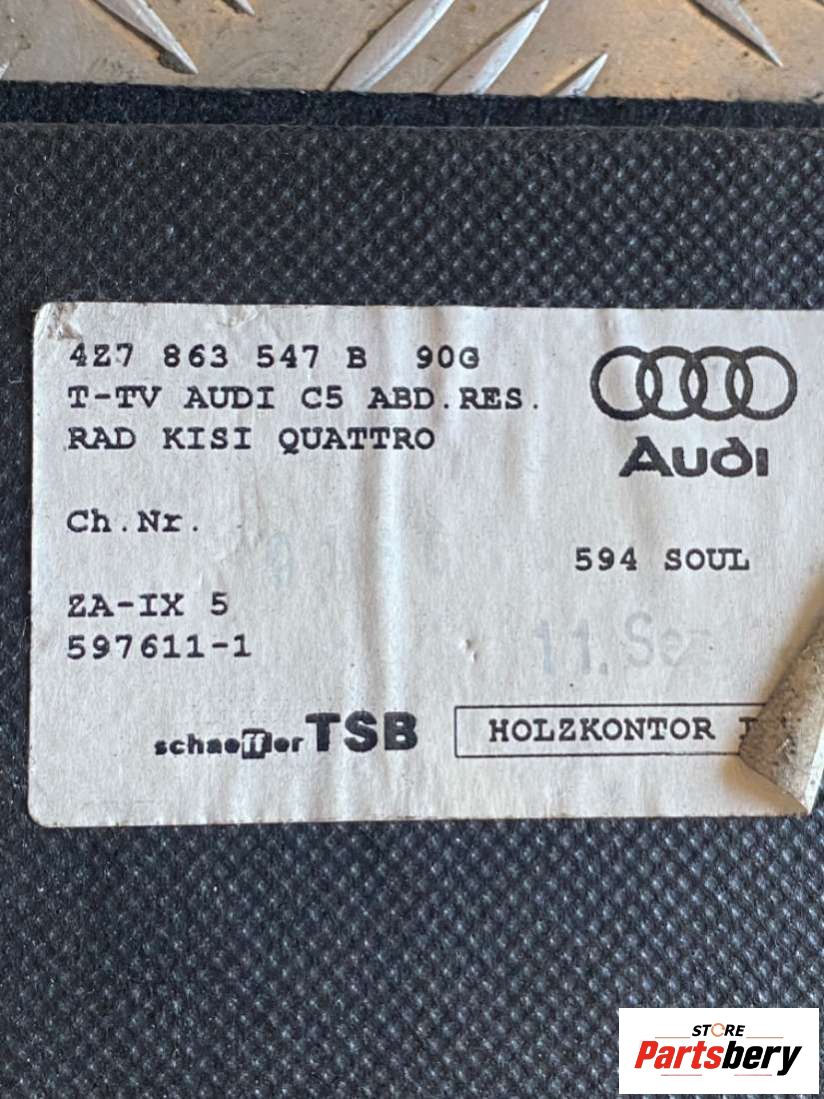 4Z7 863 547 B 90G
T-TV AUDI C5 ABD.RES.
RAD KISI QUATTRO
Audi
Ch.Nr.
594 SOUL
ZA-IX 5
597611-1
11.
schaeffler TSB
HOLZKONTOR
STORE
Partsbery